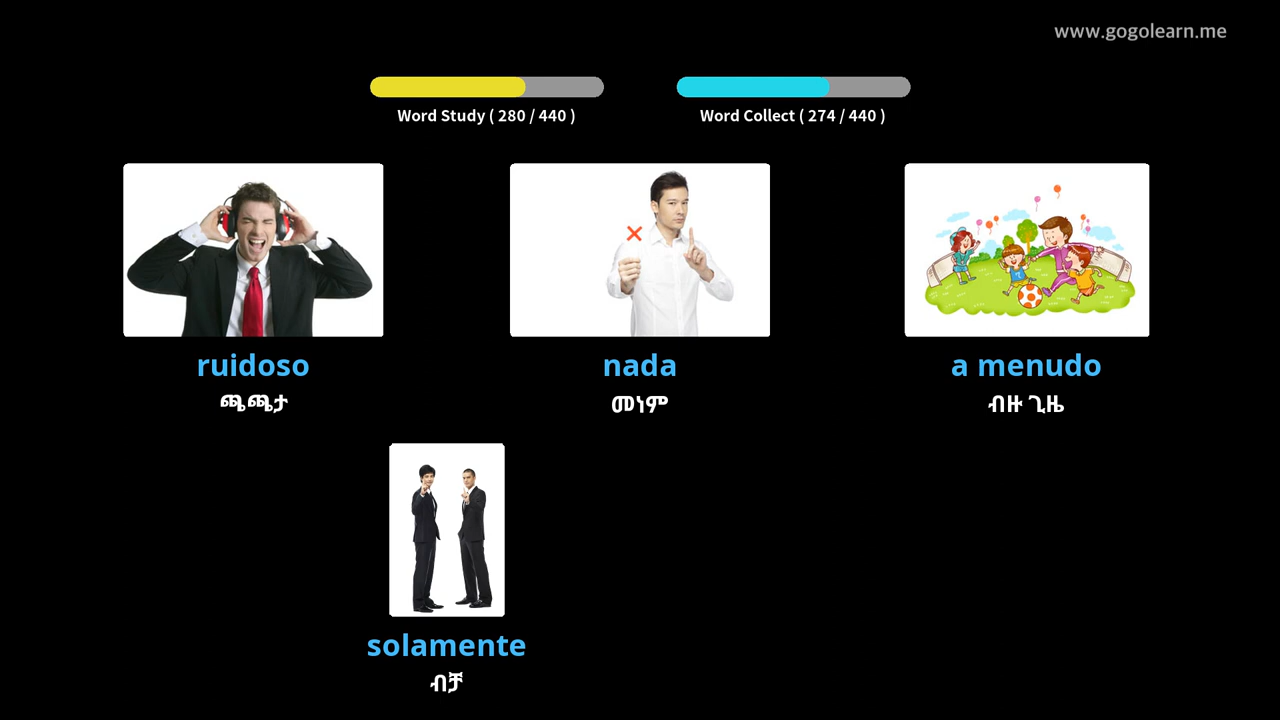 www.gogolearn.me
Word Study ( 280 / 440 )
Word Collect ( 274 / 440 )
ruidoso
ጫጫታ
nada
መነም
a menudo
ብዙ ጊዜ
solamente
ብቻ